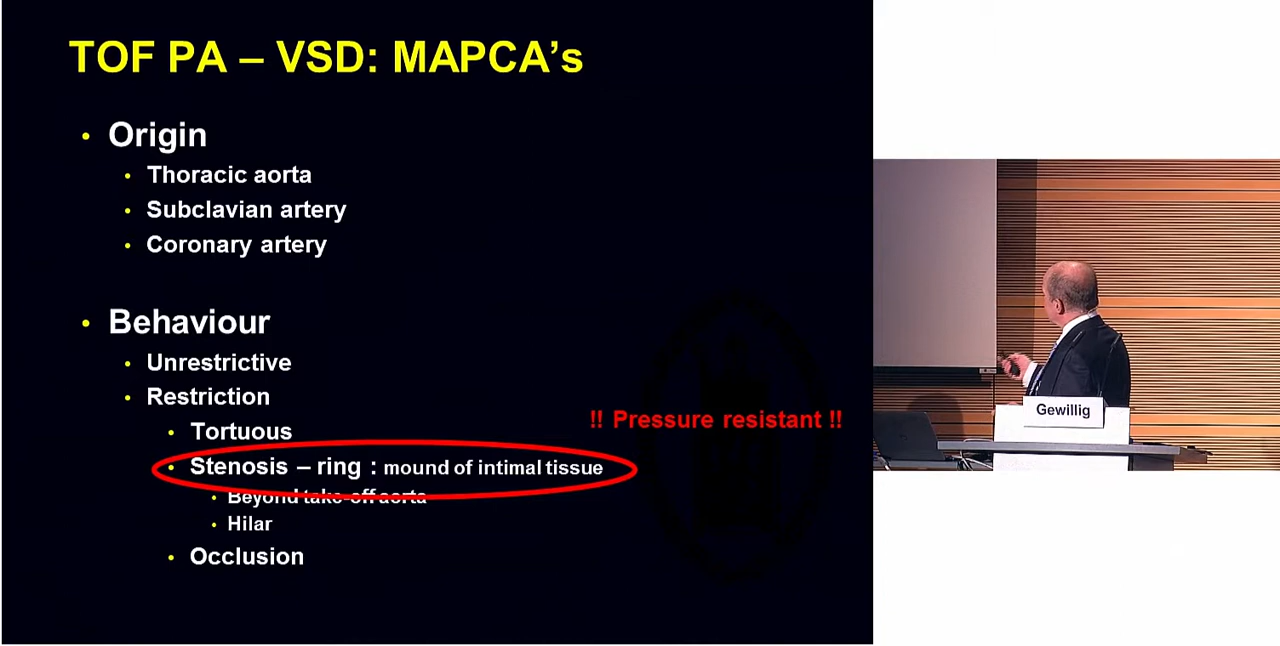 TOF PA – VSD: MAPCA's
• Origin
• Thoracic aorta
• Subclavian artery
• Coronary artery
• Behaviour
• Unrestrictive
• Restriction
• Tortuous
!! Pressure resistant !!
• Stenosis – ring : mound of intimal tissue
• Beyond take-off aorta
• Hilar
• Occlusion
Gewillig